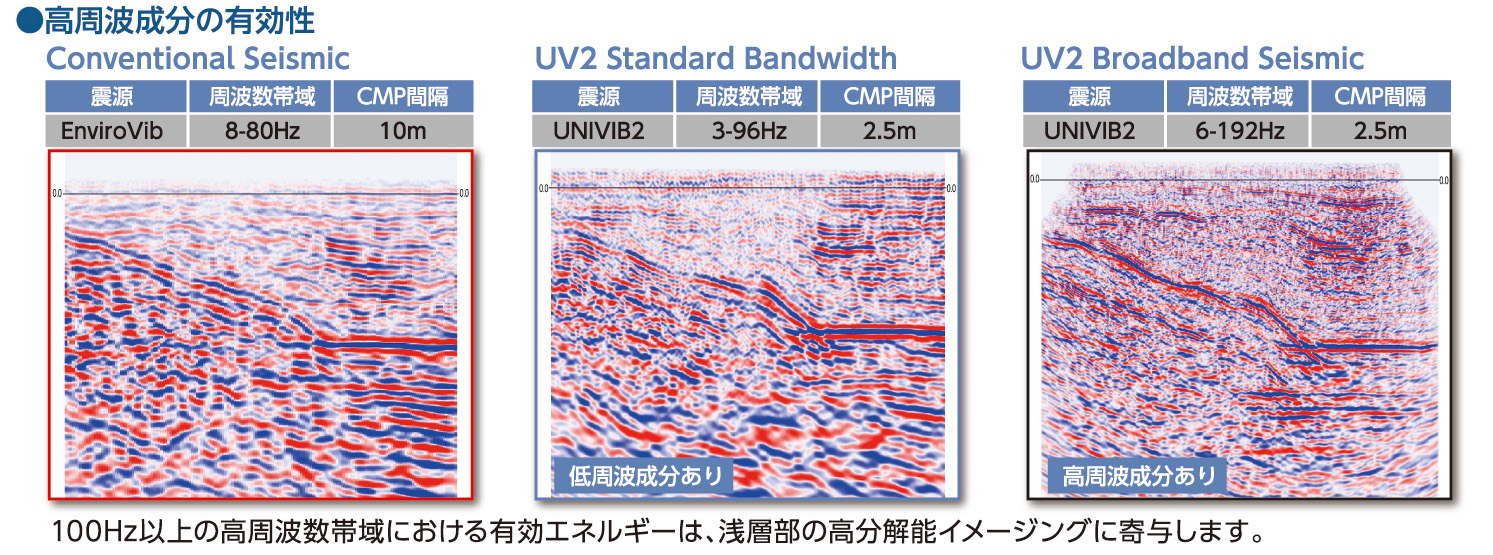 ●高周波成分の有効性
Conventional Seismic
震源 周波数帯域 CMP間隔
EnviroVib 8-80Hz 10m
0.0 0.0
UV2 Standard Bandwidth
震源 周波数帯域 CMP間隔
UNIVIB2 3-96Hz 2.5m
0.0 0.0
低周波成分あり
UV2 Broadband Seismic
震源 周波数帯域 CMP間隔
UNIVIB2 6-192Hz 2.5m
0.0 0.0
高周波成分あり
100Hz以上の高周波数帯域における有効エネルギーは、浅層部の高分解能イメージングに寄与します。